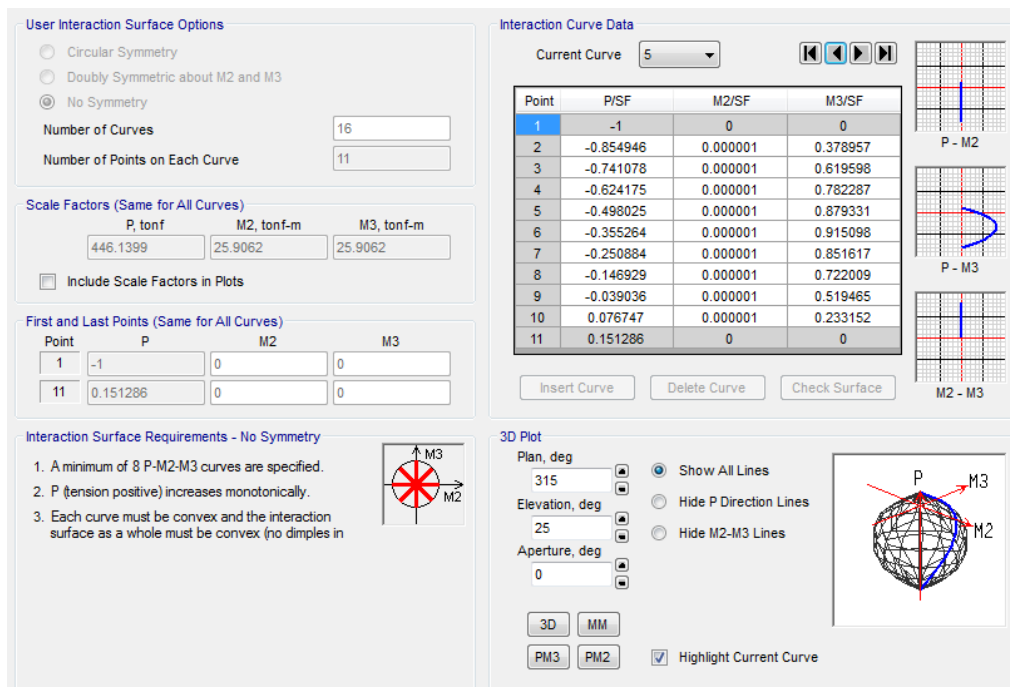 User Interaction Surface Options
Circular Symmetry
Doubly Symmetric about M2 and M3
No Symmetry
Number of Curves 16
Number of Points on Each Curve 11
Scale Factors (Same for All Curves)
P, tonf M2, tonf-m M3, tonf-m
446.1399 25.9062 25.9062
Include Scale Factors in Plots
First and Last Points (Same for All Curves)
Point P M2 M3
1 -1 0 0
11 0.151286 0 0
Interaction Surface Requirements - No Symmetry
1. A minimum of 8 P-M2-M3 curves are specified.
2. P (tension positive) increases monotonically.
3. Each curve must be convex and the interaction
surface as a whole must be convex (no dimples in
M3
M2
Interaction Curve Data
Current Curve 5
Point P/SF M2/SF M3/SF
1 -1 0 0
2 -0.854946 0.000001 0.378957
3 -0.741078 0.000001 0.619598
4 -0.624175 0.000001 0.782287
5 -0.498025 0.000001 0.879331
6 -0.355264 0.000001 0.915098
7 -0.250884 0.000001 0.851617
8 -0.146929 0.000001 0.722009
9 -0.039036 0.000001 0.519465
10 0.076747 0.000001 0.233152
11 0.151286 0 0
Insert Curve Delete Curve Check Surface
P - M2
P - M3
M2 - M3
3D Plot
Plan, deg
315
Elevation, deg
25
Aperture, deg
0
Show All Lines
Hide P Direction Lines
Hide M2-M3 Lines
3D MM
PM3 PM2
Highlight Current Curve
P
M3
M2